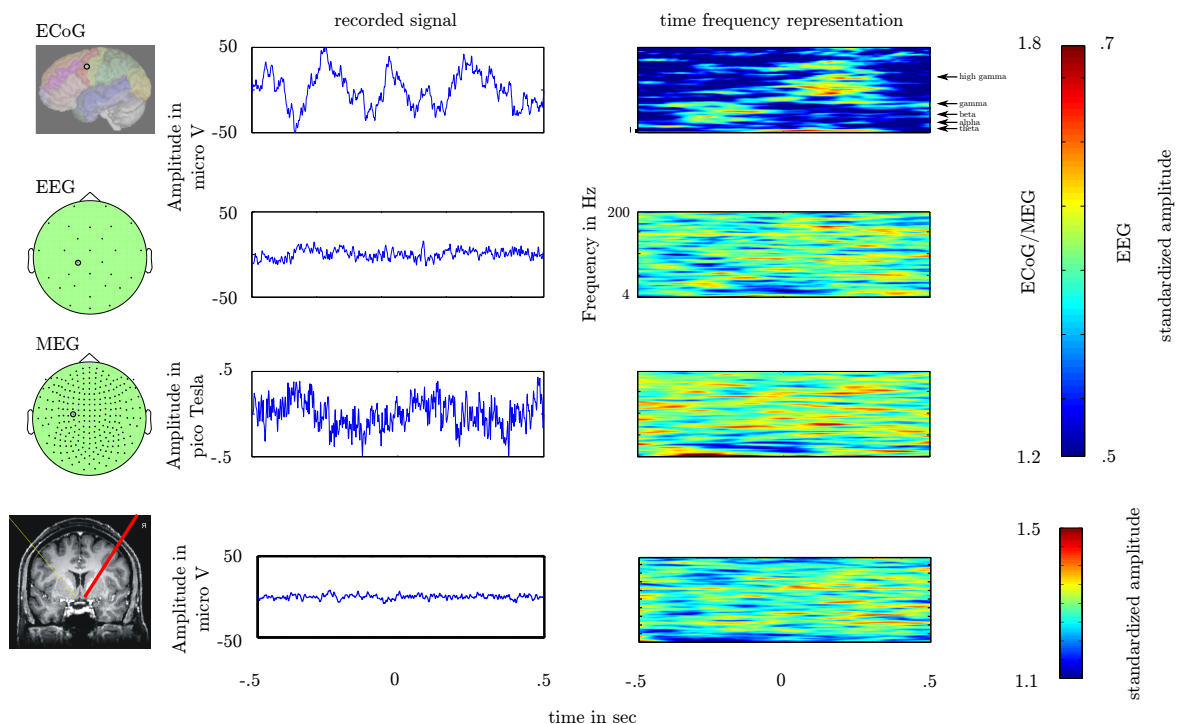 ECoG
recorded signal
time frequency representation
50
-50
Amplitude in
micro V
high gamma
gamma
beta
alpha
theta
1.8
.7
EEG
50
-50
Frequency in Hz
200
4
ECoG/MEG
EEG
standardized amplitude
MEG
Amplitude in
pico Tesla
.5
-.5
1.2
.5
Amplitude in
micro V
50
-50
1.5
1.1
standardized amplitude
-.5
0
.5
-.5
0
.5
time in sec